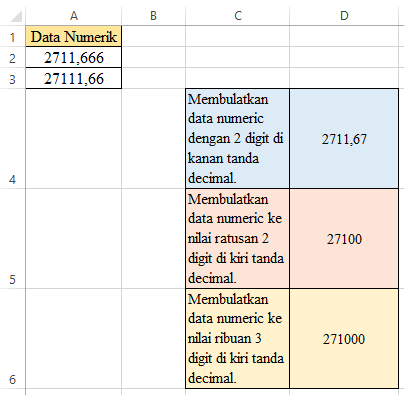 A B C D
1 Data Numerik
2 2711,666
3 27111,66
Membulatkan
data numeric
dengan 2 digit di
kanan tanda
decimal.
2711,67
4
Membulatkan
data numeric ke
nilai ratusan 2
digit di kiri tanda
decimal.
27100
5
Membulatkan
data numeric ke
nilai ribuan 3
digit di kiri tanda
decimal.
271000
6